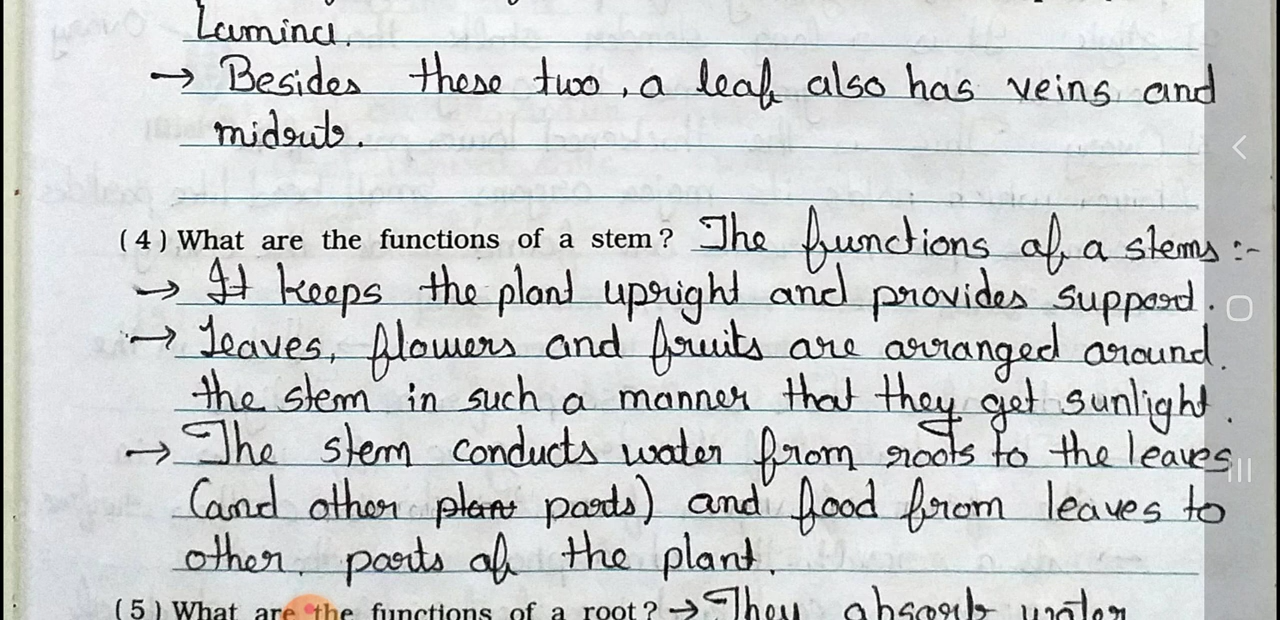 Lamina.
→ Besides these two, a leaf also has veins and
midrib.
(4) What are the functions of a stem? The functions of a stems :-
→ It keeps the plant upright and provides support.
→ Leaves, flowers and fruits are arranged around.
the stem in such a manner that they get sunlight.
→ The stem conducts water from roots to the leaves
(and other plant parts) and food from leaves to
other parts of the plant.
(5) What are the functions of a root? → They absorb water